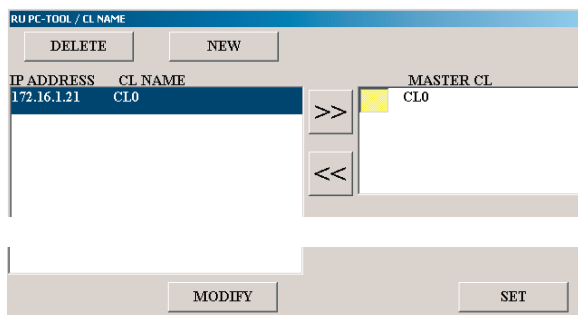 RU PC-TOOL / CL NAME
DELETE NEW
IP ADDRESS CL NAME MASTER CL
172.16.1.21 CL0 >> CL0
<<
MODIFY SET